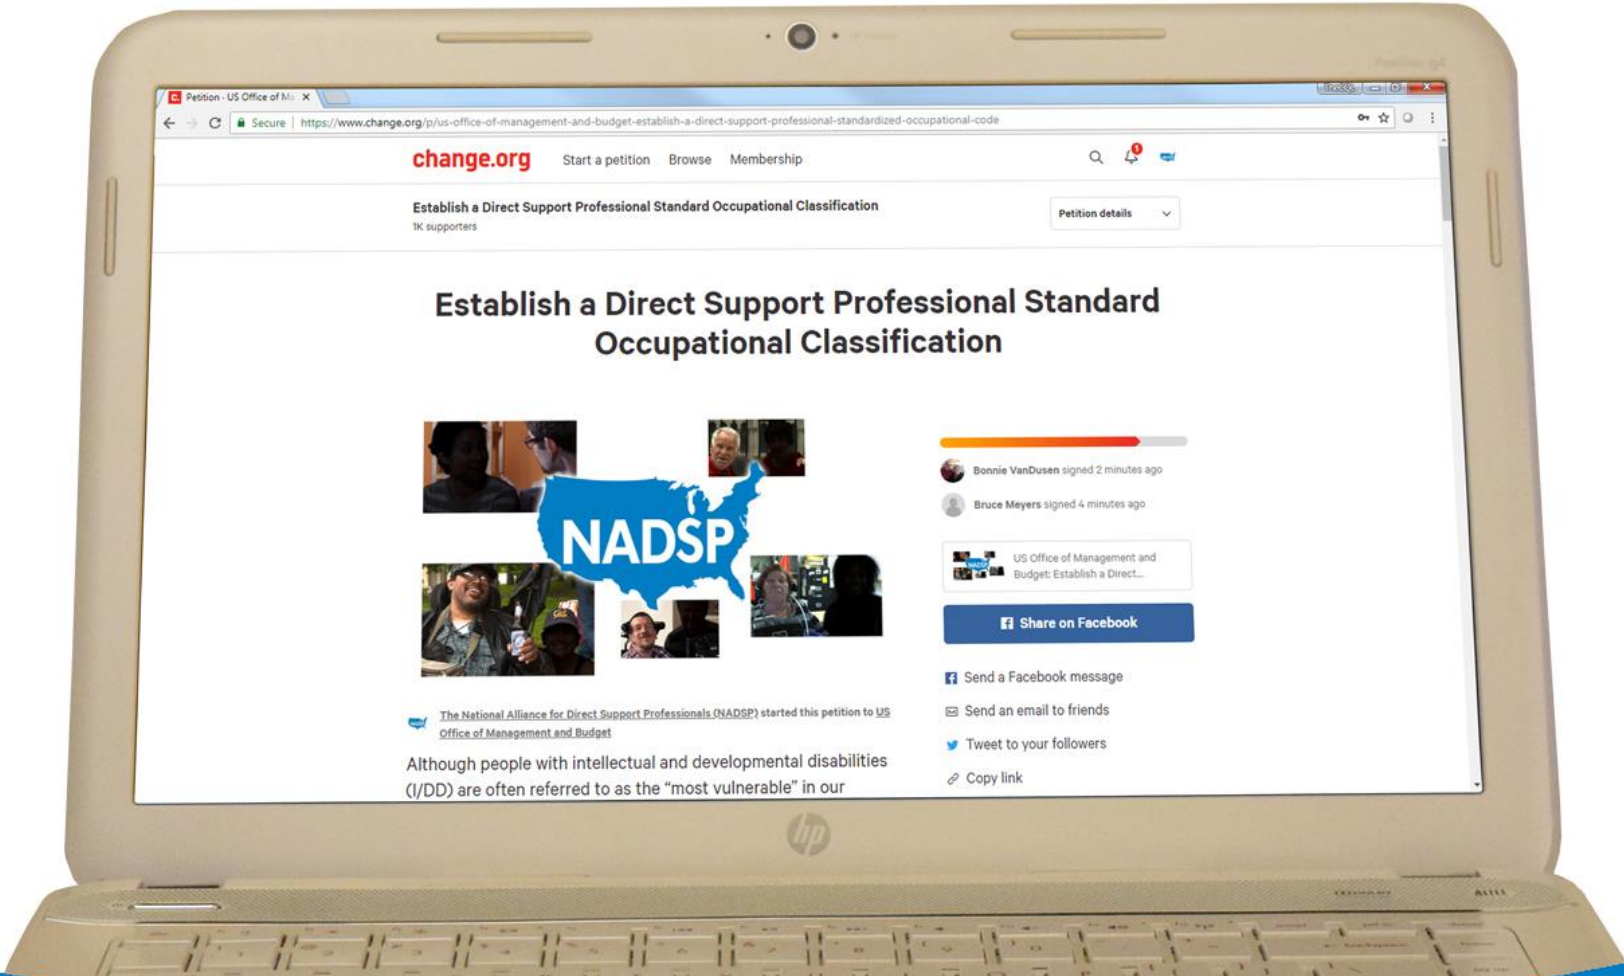 Petition · US Office of Ma
Secure | https://www.change.org/p/us-office-of-management-and-budget-establish-a-direct-support-professional-standardized-occupational-code
change.org
Start a petition Browse Membership
1
Establish a Direct Support Professional Standard Occupational Classification
1K supporters
Petition details
Establish a Direct Support Professional Standard
Occupational Classification
NADSP
Bonnie VanDusen signed 2 minutes ago
Bruce Meyers signed 4 minutes ago
US Office of Management and
Budget: Establish a Direct...
Share on Facebook
Send a Facebook message
Send an email to friends
Tweet to your followers
Copy link
The National Alliance for Direct Support Professionals (NADSP) started this petition to US
Office of Management and Budget
Although people with intellectual and developmental disabilities
(I/DD) are often referred to as the “most vulnerable” in our
hp